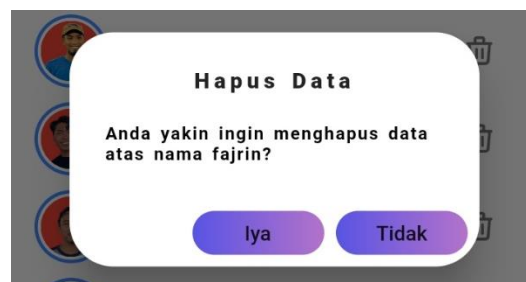 Hapus Data
Anda yakin ingin menghapus data
atas nama fajrin?
Iya
Tidak